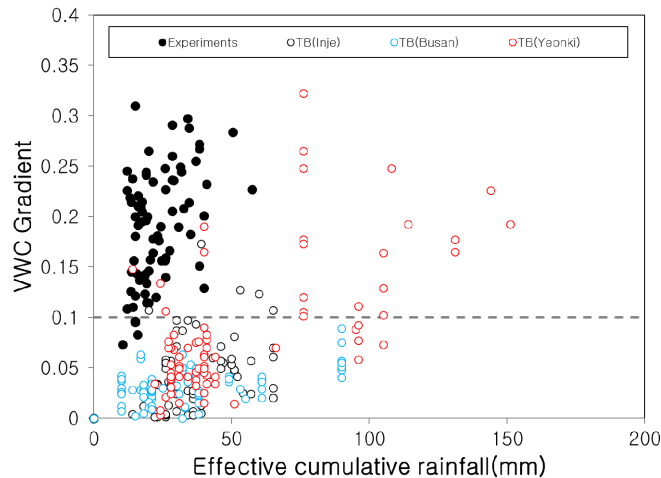 0.4
0.35
0.3
0.25
0.2
0.15
0.1
0.05
0
VWC Gradient
Experiments TB(Inje) TB(Busan) TB(Yeonki)
0 50 100 150 200
Effective cumulative rainfall(mm)